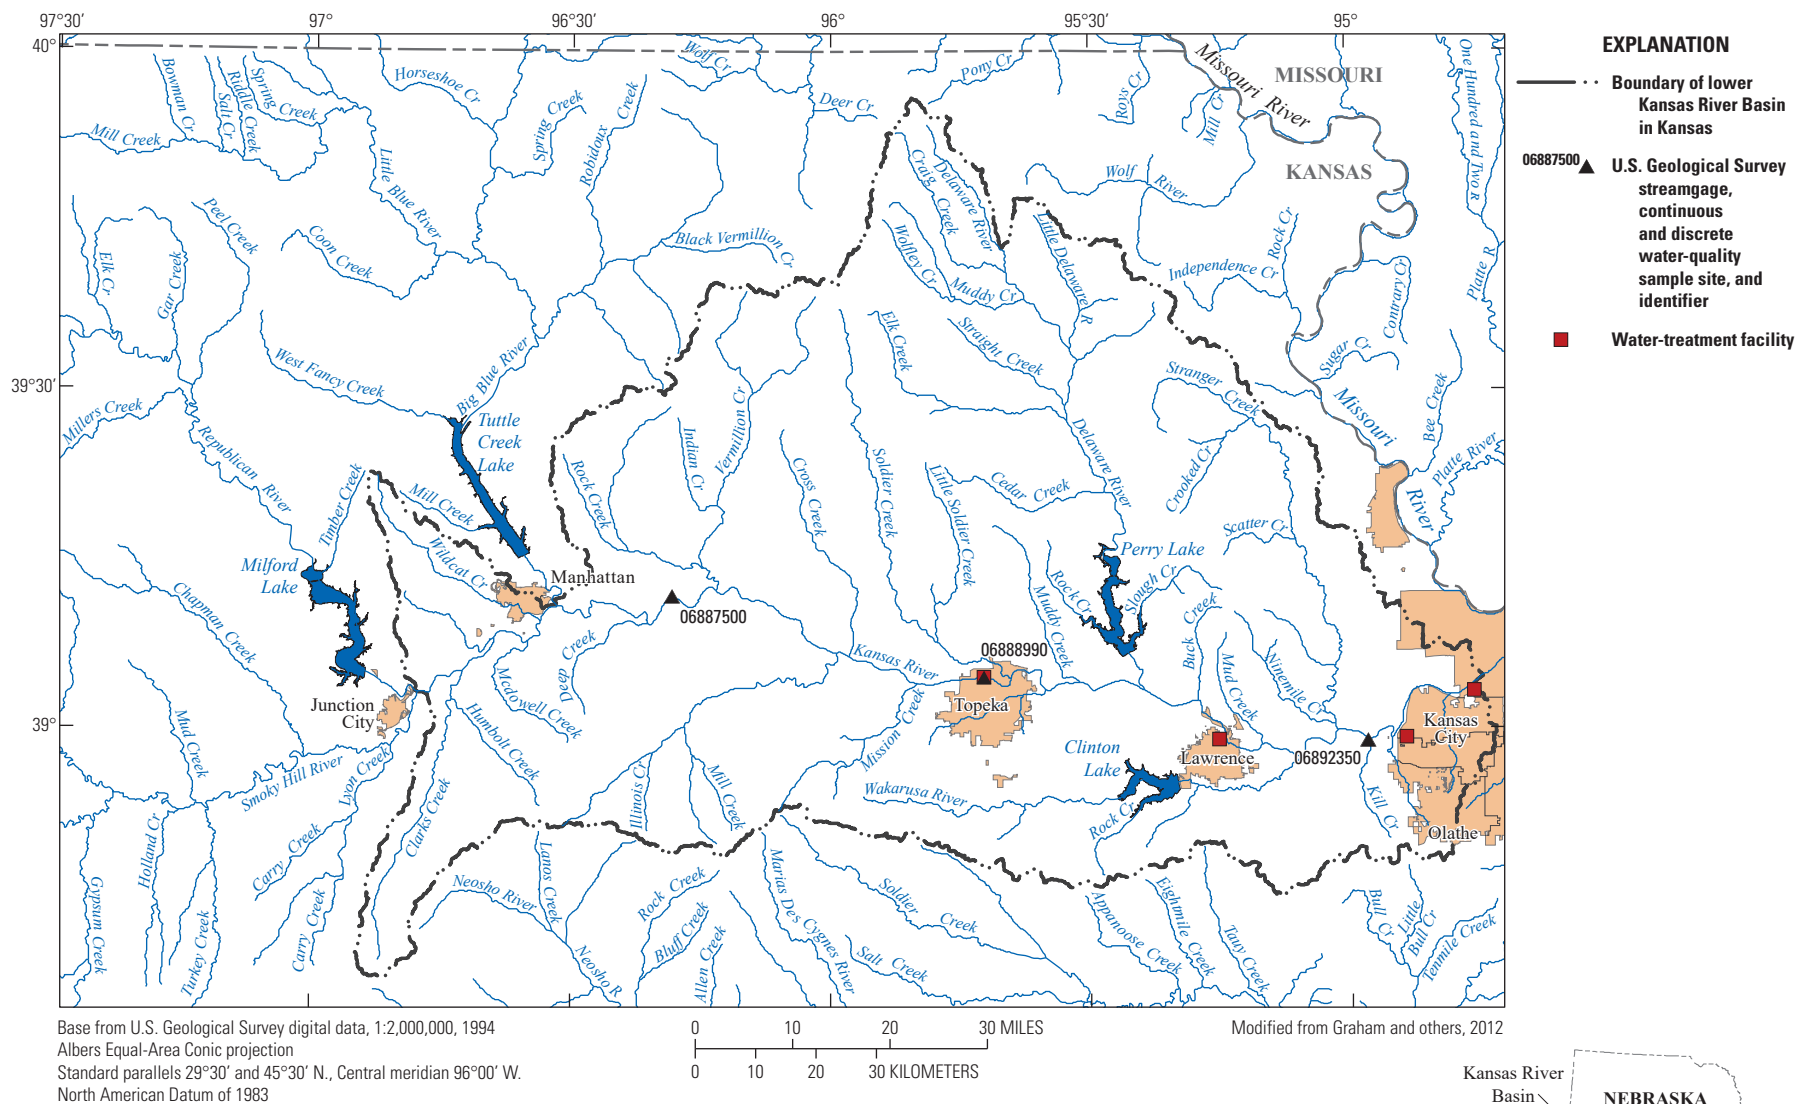 97°30'
97°
96°30'
96°
95°30'
95°
40°
39°30'
39°
EXPLANATION
Boundary of lower
Kansas River Basin
in Kansas
06887500
U.S. Geological Survey
streamgage,
continuous
and discrete
water-quality
sample site, and
identifier
Water-treatment facility
MISSOURI
KANSAS
Missouri River
Missouri
River
One Hundred and Two R
Platte R
Platte River
Bee Creek
Contrary Cr
Sugar Cr
Rock Cr
Independence Cr
Wolf River
Mill Cr
Roys Cr
Pony Cr
Deer Cr
Wolf Cr
Horseshoe Cr
Spring Creek
Robidoux Creek
Spring Creek
Riddle Creek
Salt Cr
Bowman Cr
Mill Creek
Little Blue River
Peel Creek
Coon Creek
Elk Cr
Gar Creek
Black Vermillion Cr
Craig Creek
Delaware River
Wolfley Cr
Muddy Cr
Little Delaware R
Elk Creek
Straight Creek
Stranger
Creek
West Fancy Creek
Big Blue River
Tuttle
Creek
Lake
Millers Creek
Republican River
Timber Creek
Mill Creek
Wildcat Cr
Rock Creek
Indian Cr
Vermillion Cr
Cross Creek
Soldier Creek
Little Soldier Creek
Cedar Creek
Delaware River
Crooked Cr
Scatter Cr
Perry Lake
Slough Cr
Rock Cr
Muddy Creek
Buck Creek
Mud Creek
Ninemile Cr
Milford
Lake
Manhattan
06887500
Chapman Creek
Kansas River
06888990
Topeka
Deep Creek
Mcdowell Creek
Humbolt Creek
Junction
City
Mud Creek
Smoky Hill River
Lyon Creek
Clarks Creek
Illinois Cr
Mill Creek
Mission Creek
Wakarusa River
Clinton
Lake
Rock Cr
Lawrence
06892350
Kill Cr
Kansas
City
Olathe
Holland Cr
Carry Creek
Carry Creek
Gypsum Creek
Turkey Creek
Neosho River
Lanos Creek
Neosho R
Rock Creek
Bluff Creek
Allen Creek
Marias Des Cygnes River
Soldier Creek
Salt Creek
Appanoose Creek
Eightmile Creek
Tauy Creek
Bull Cr
Little
Bull Cr
Tenmile Creek
Base from U.S. Geological Survey digital data, 1:2,000,000, 1994
Albers Equal-Area Conic projection
Standard parallels 29°30' and 45°30' N., Central meridian 96°00' W.
North American Datum of 1983
0 10 20 30 MILES
0 10 20 30 KILOMETERS
Modified from Graham and others, 2012
Kansas River
Basin
NEBRASKA